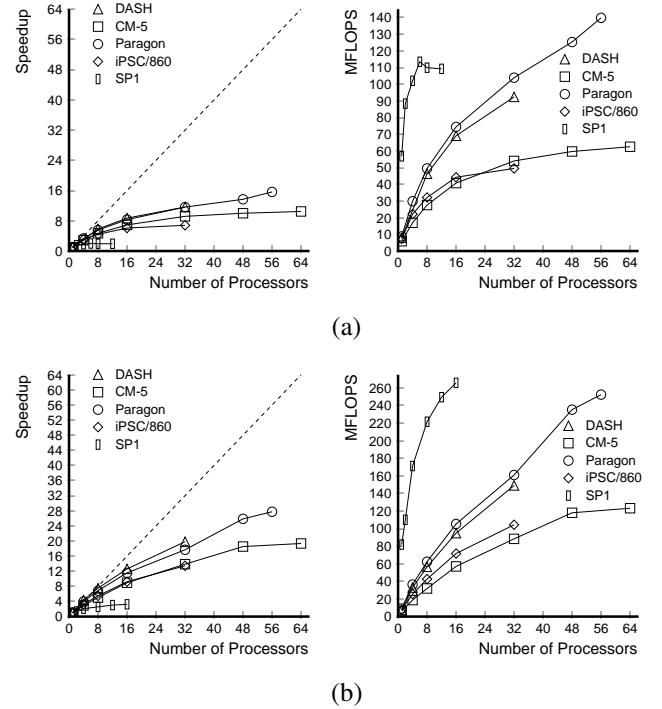 Speedup
64
56
48
40
32
24
16
8
0
0 8 16 24 32 40 48 56 64
Number of Processors
DASH
CM-5
Paragon
iPSC/860
SP1
MFLOPS
140
130
120
110
100
90
80
70
60
50
40
30
20
10
0
0 8 16 24 32 40 48 56 64
Number of Processors
DASH
CM-5
Paragon
iPSC/860
SP1
(a)
Speedup
64
60
56
52
48
44
40
36
32
28
24
20
16
12
8
4
0
0 8 16 24 32 40 48 56 64
Number of Processors
DASH
CM-5
Paragon
iPSC/860
SP1
MFLOPS
260
240
220
200
180
160
140
120
100
80
60
40
20
0
0 8 16 24 32 40 48 56 64
Number of Processors
DASH
CM-5
Paragon
iPSC/860
SP1
(b)